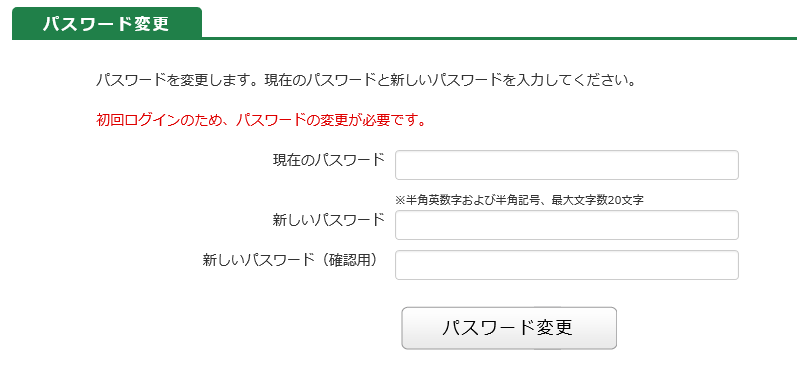 パスワード変更
パスワードを変更します。現在のパスワードと新しいパスワードを入力してください。
初回ログインのため、パスワードの変更が必要です。
現在のパスワード
※半角英数字および半角記号、最大文字数20文字
新しいパスワード
新しいパスワード（確認用）
パスワード変更